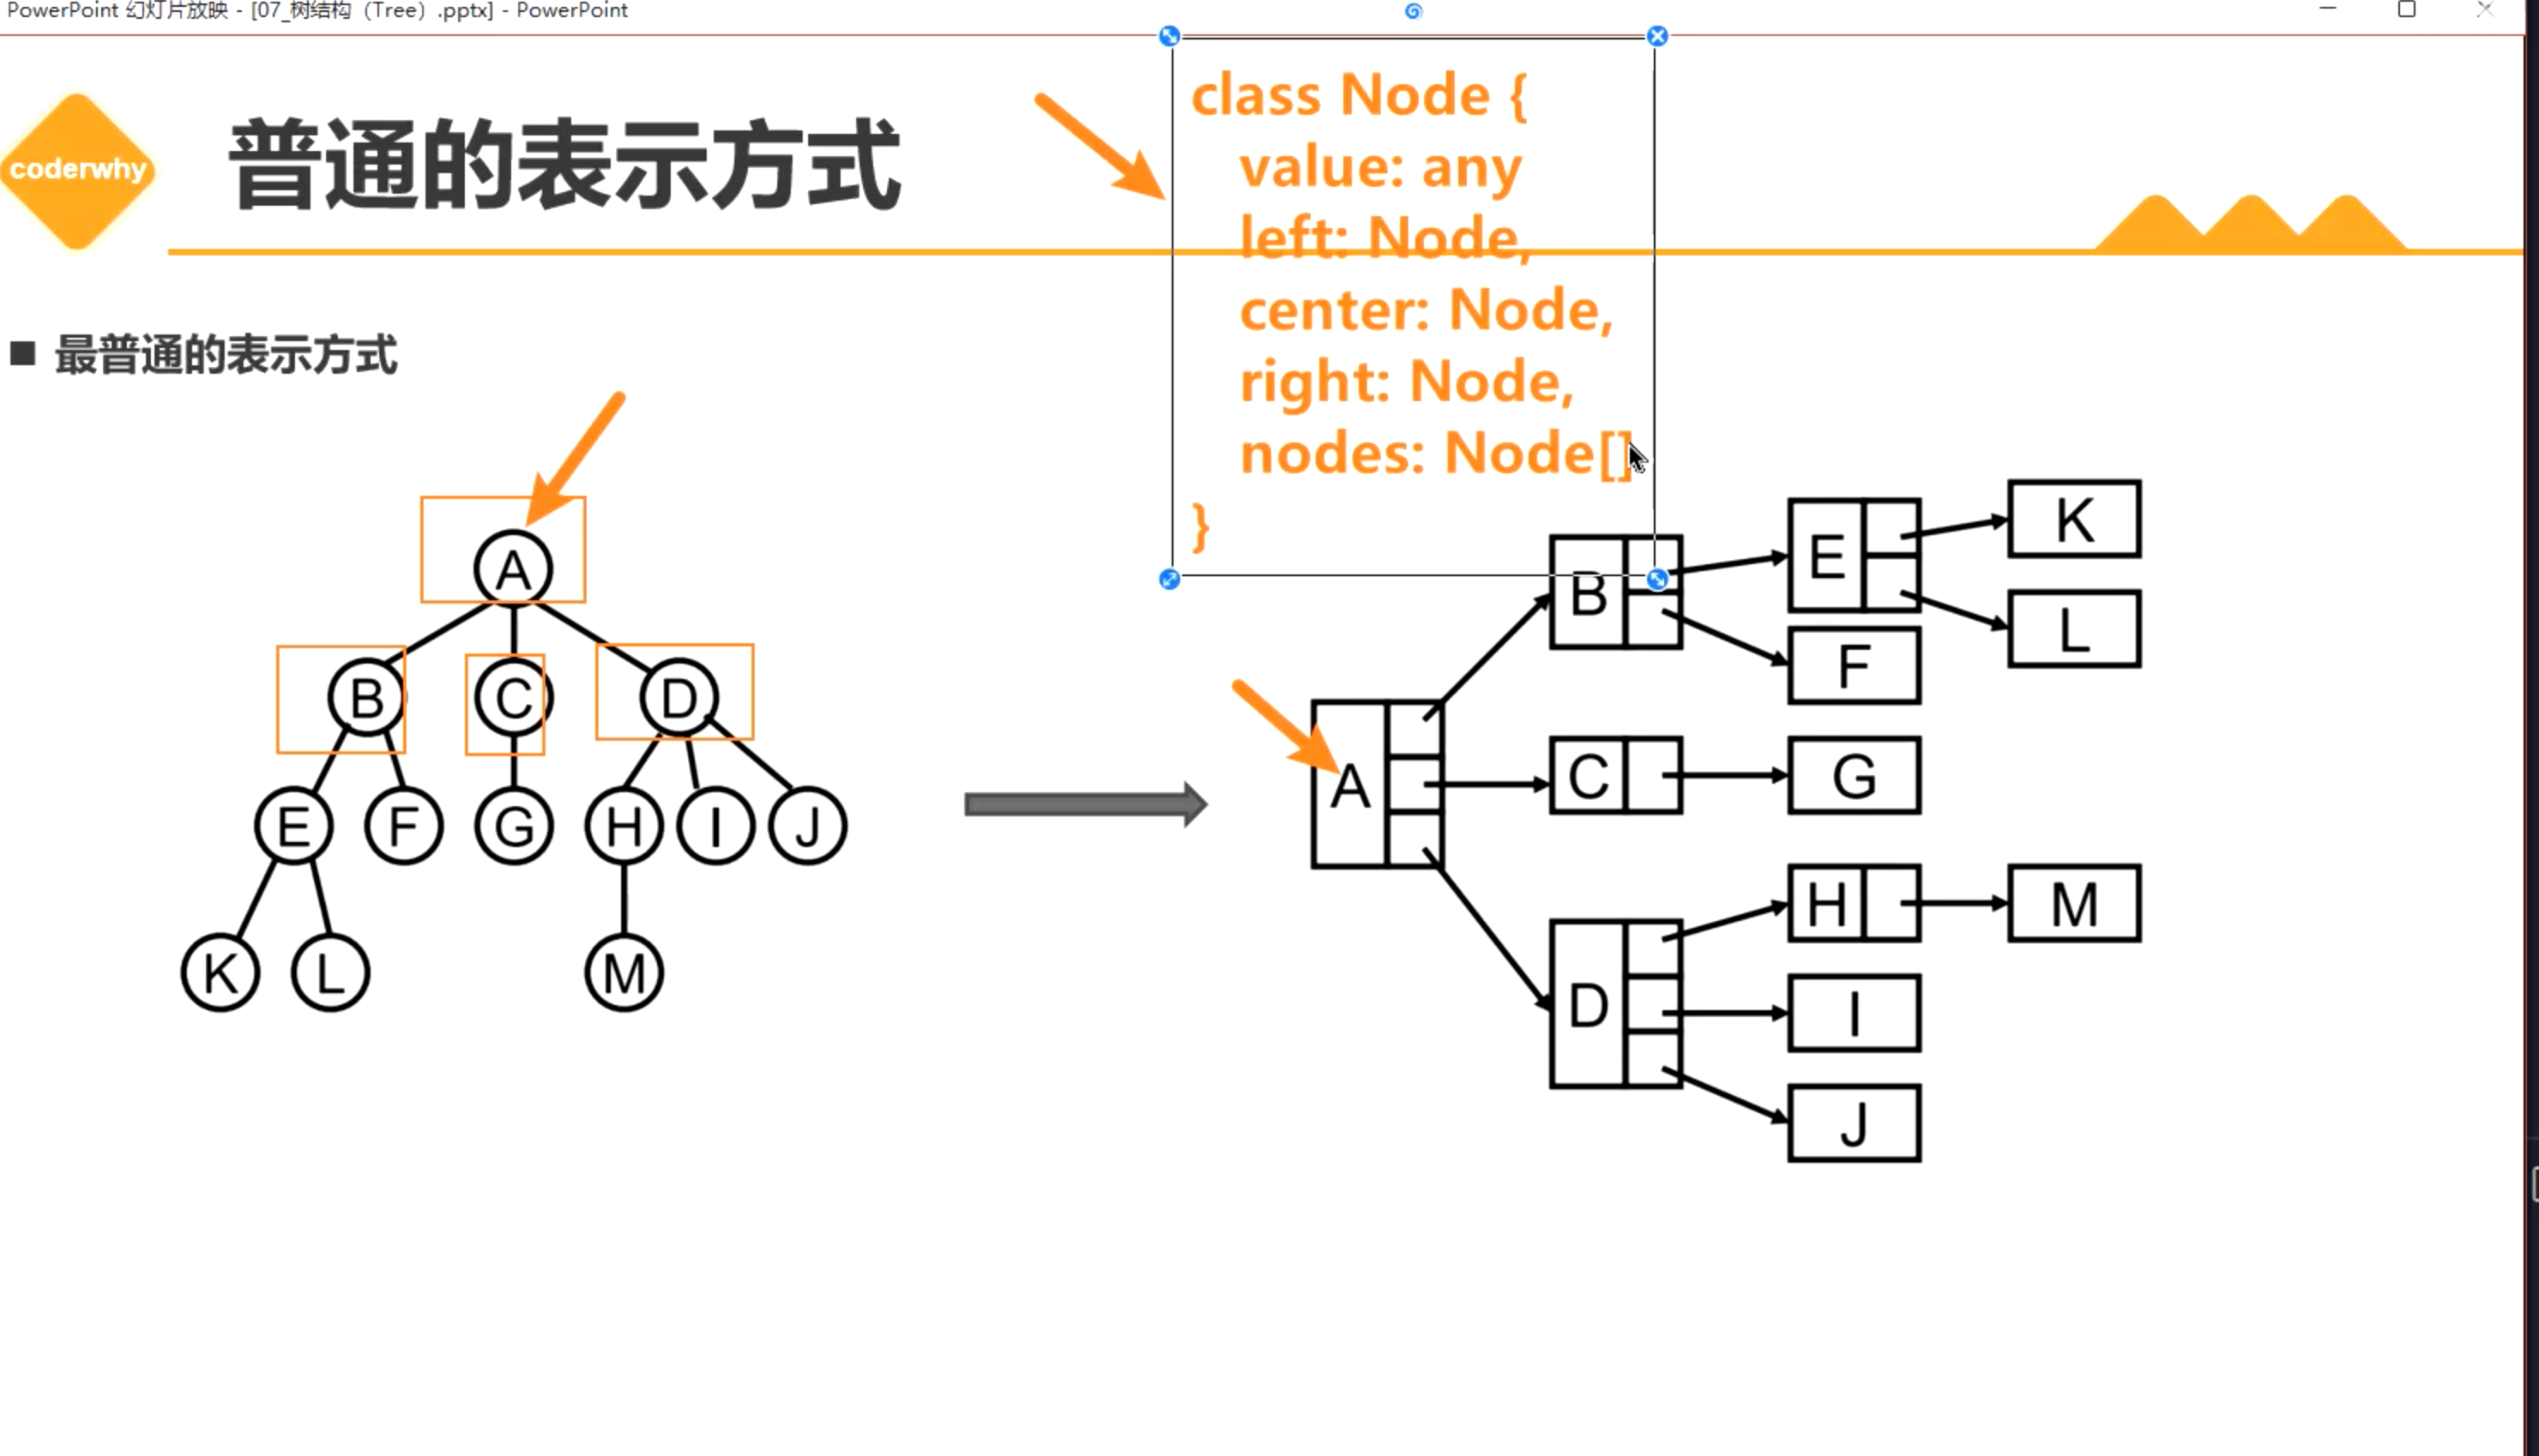 PowerPoint 幻灯片放映 - [07_树结构（Tree）.pptx] - PowerPoint
coderwhy
普通的表示方式
class Node {
value: any
left: Node,
center: Node,
right: Node,
nodes: Node[]
}
最普通的表示方式
A
B C D
E F G H I J
K L M
A
B
C
D
E
F
G
H
I
J
K
L
M